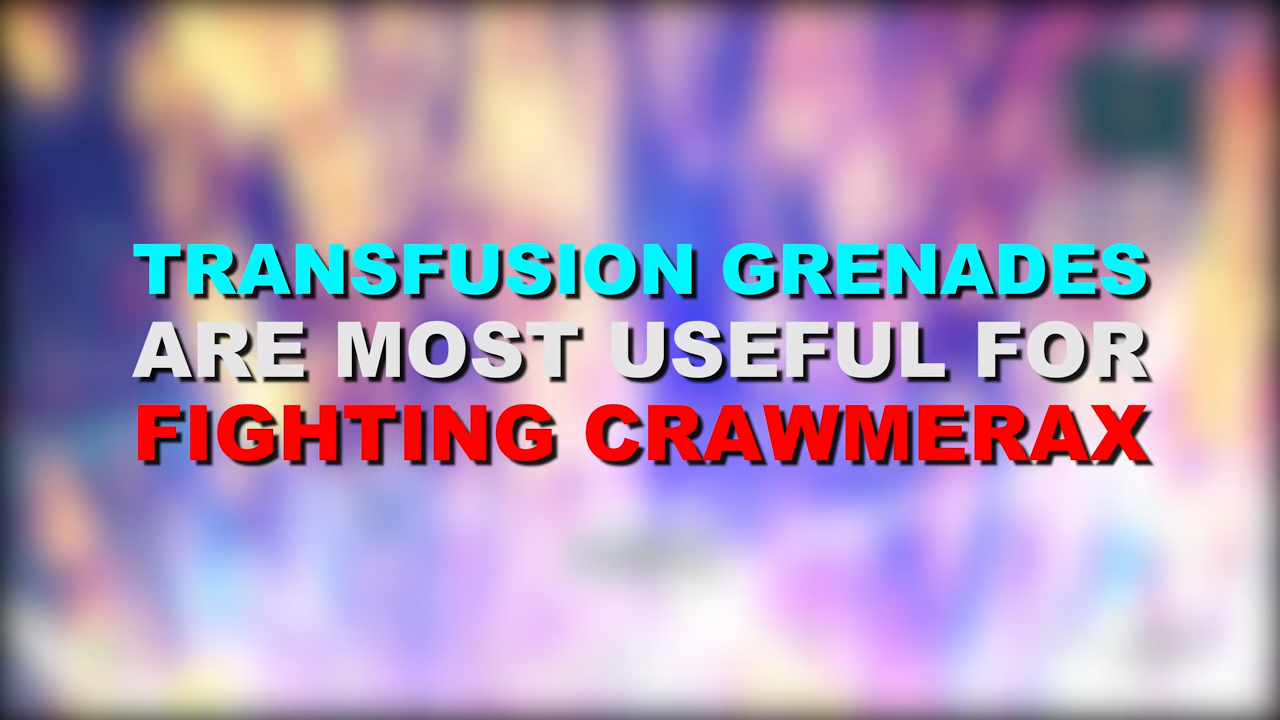 TRANSFUSION GRENADES
ARE MOST USEFUL FOR
FIGHTING CRAWMERAX